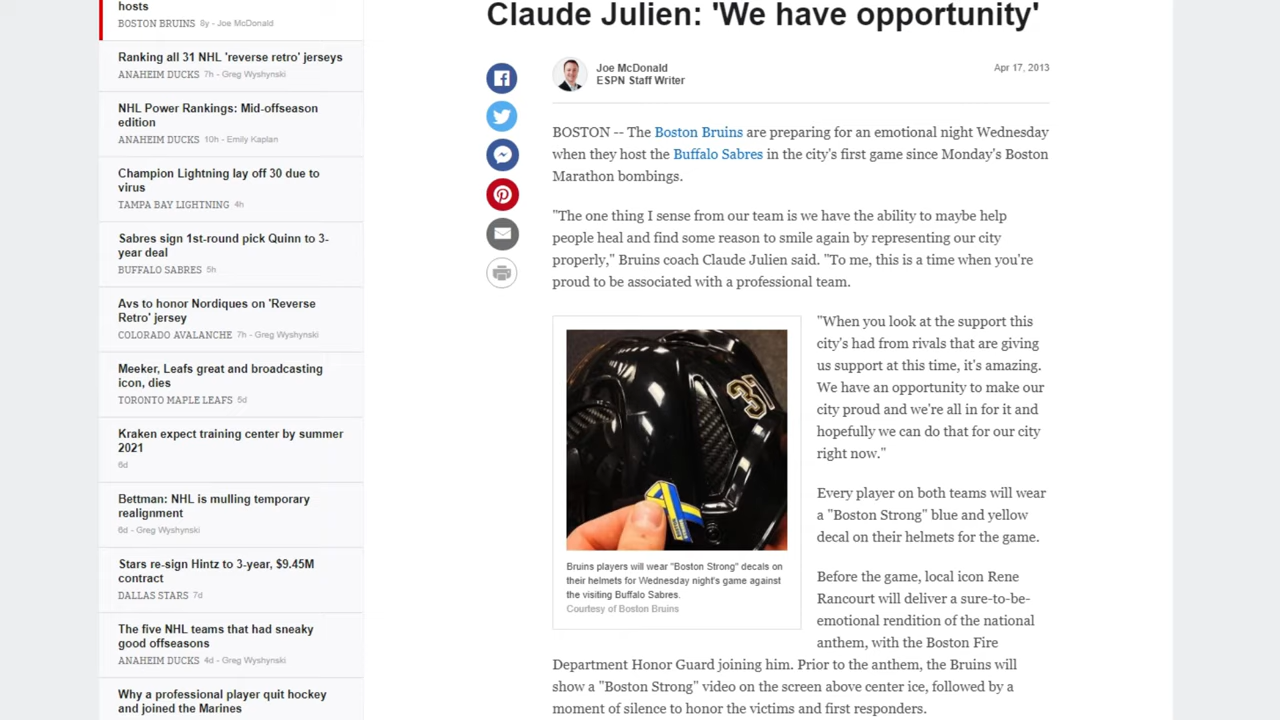 hosts
BOSTON BRUINS 8y - Joe McDonald
Ranking all 31 NHL 'reverse retro' jerseys
ANAHEIM DUCKS 7h - Greg Wyshynski
NHL Power Rankings: Mid-offseason
edition
ANAHEIM DUCKS 10h - Emily Kaplan
Champion Lightning lay off 30 due to
virus
TAMPA BAY LIGHTNING 4h
Sabres sign 1st-round pick Quinn to 3-
year deal
BUFFALO SABRES 5h
Avs to honor Nordiques on 'Reverse
Retro' jersey
COLORADO AVALANCHE 7h - Greg Wyshynski
Meeker, Leafs great and broadcasting
icon, dies
TORONTO MAPLE LEAFS 6d
Kraken expect training center by summer
2021
6d
Bettman: NHL is mulling temporary
realignment
6d - Greg Wyshynski
Stars re-sign Hintz to 3-year, $9.45M
contract
DALLAS STARS 7d
The five NHL teams that had sneaky
good offseasons
ANAHEIM DUCKS 4d - Greg Wyshynski
Why a professional player quit hockey
and joined the Marines
Claude Julien: 'We have opportunity'
Joe McDonald
ESPN Staff Writer
Apr 17, 2013
BOSTON -- The Boston Bruins are preparing for an emotional night Wednesday
when they host the Buffalo Sabres in the city's first game since Monday's Boston
Marathon bombings.
"The one thing I sense from our team is we have the ability to maybe help
people heal and find some reason to smile again by representing our city
properly," Bruins coach Claude Julien said. "To me, this is a time when you're
proud to be associated with a professional team.
31
Bruins players will wear "Boston Strong" decals on
their helmets for Wednesday night's game against
the visiting Buffalo Sabres.
Courtesy of Boston Bruins
"When you look at the support this
city's had from rivals that are giving
us support at this time, it's amazing.
We have an opportunity to make our
city proud and we're all in for it and
hopefully we can do that for our city
right now."
Every player on both teams will wear
a "Boston Strong" blue and yellow
decal on their helmets for the game.
Before the game, local icon Rene
Rancourt will deliver a sure-to-be-
emotional rendition of the national
anthem, with the Boston Fire
Department Honor Guard joining him. Prior to the anthem, the Bruins will
show a "Boston Strong" video on the screen above center ice, followed by a
moment of silence to honor the victims and first responders.